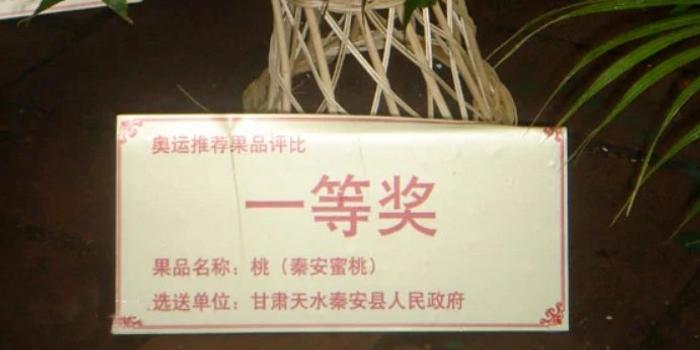 奥运推荐果品评比
一等奖
果品名称：桃（秦安蜜桃）
选送单位：甘肃天水秦安县人民政府